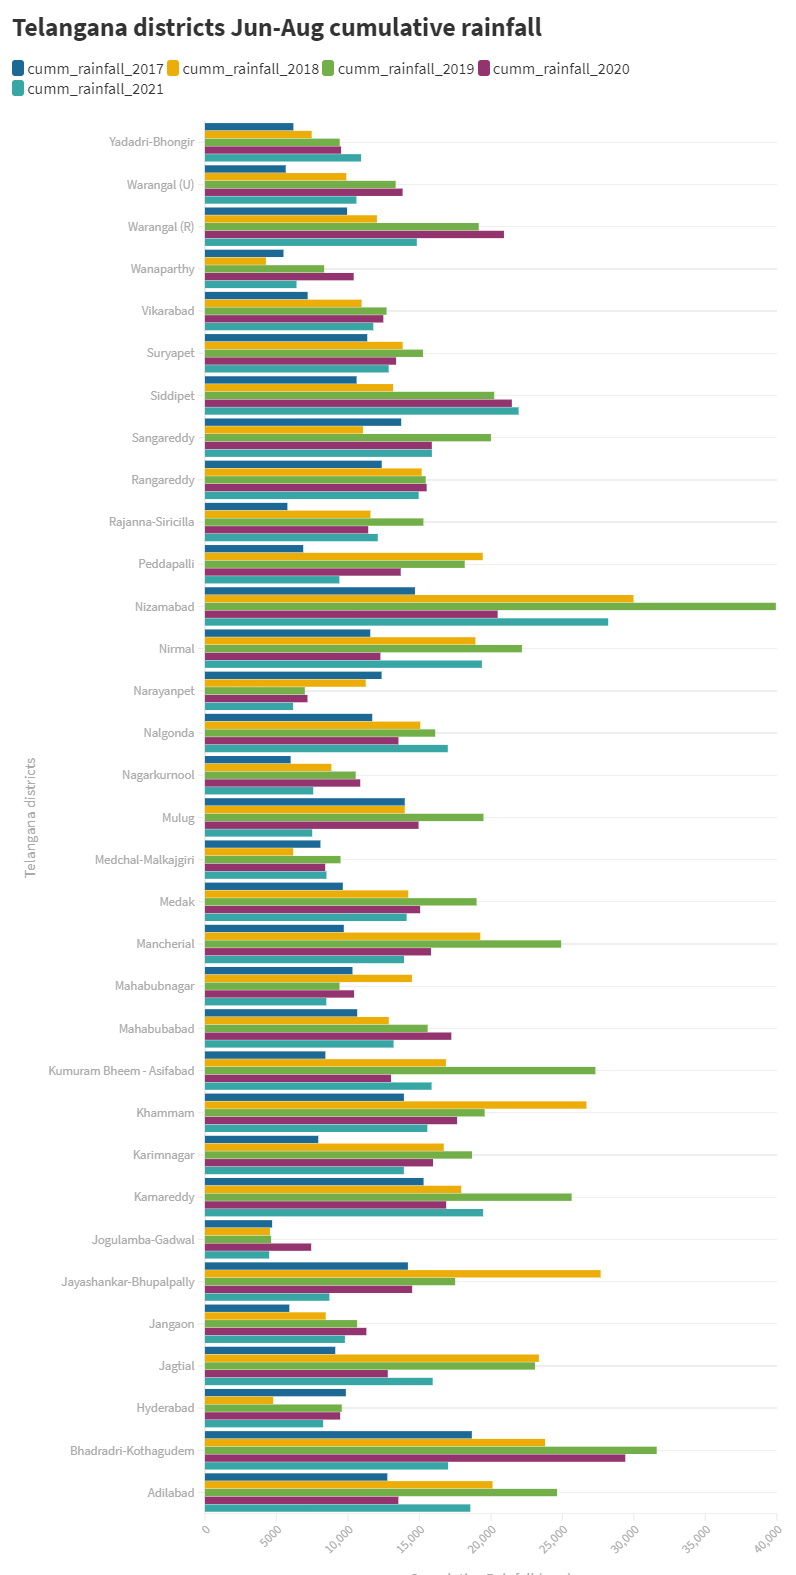 Telangana districts Jun-Aug cumulative rainfall
cumm_rainfall_2017 cumm_rainfall_2018 cumm_rainfall_2019 cumm_rainfall_2020
cumm_rainfall_2021
Yadadri-Bhongir
Warangal (U)
Warangal (R)
Wanaparthy
Vikarabad
Suryapet
Siddipet
Sangareddy
Rangareddy
Rajanna-Siricilla
Peddapalli
Nizamabad
Nirmal
Narayanpet
Nalgonda
Nagarkurnool
Mulug
Medchal-Malkajgiri
Medak
Mancherial
Mahabubnagar
Mahabubabad
Kumuram Bheem - Asifabad
Khammam
Karimnagar
Kamareddy
Jogulamba-Gadwal
Jayashankar-Bhupalpally
Jangaon
Jagtial
Hyderabad
Bhadradri-Kothagudem
Adilabad
Telangana districts
0 5000 10,000 15,000 20,000 25,000 30,000 35,000 40,000